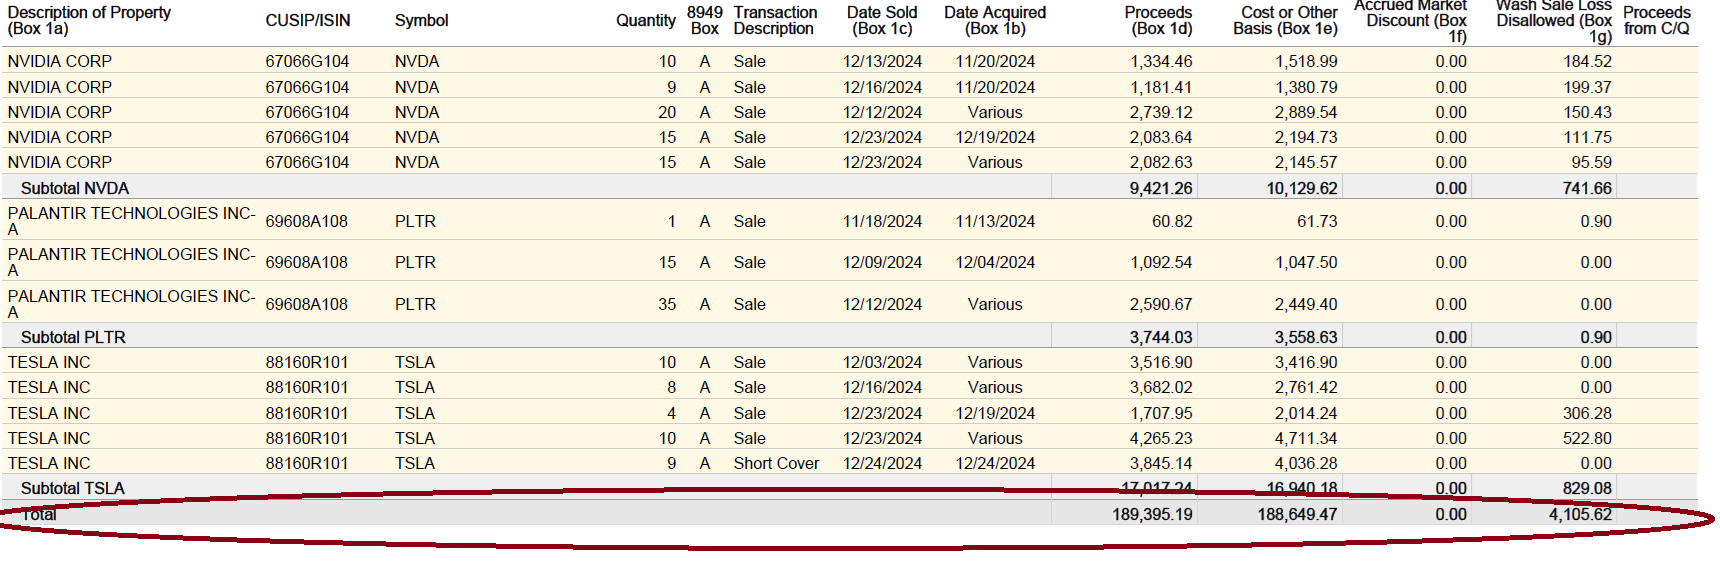 Description of Property (Box 1a) CUSIP/ISIN Symbol Quantity 8949 Box Transaction Description Date Sold (Box 1c) Date Acquired (Box 1b) Proceeds (Box 1d) Cost or Other Basis (Box 1e) Accrued Market Discount (Box 1f) Wash Sale Loss Disallowed (Box 1g) Proceeds from C/Q
NVIDIA CORP 67066G104 NVDA 10 A Sale 12/13/2024 11/20/2024 1,334.46 1,518.99 0.00 184.52
NVIDIA CORP 67066G104 NVDA 9 A Sale 12/16/2024 11/20/2024 1,181.41 1,380.79 0.00 199.37
NVIDIA CORP 67066G104 NVDA 20 A Sale 12/12/2024 Various 2,739.12 2,889.54 0.00 150.43
NVIDIA CORP 67066G104 NVDA 15 A Sale 12/23/2024 12/19/2024 2,083.64 2,194.73 0.00 111.75
NVIDIA CORP 67066G104 NVDA 15 A Sale 12/23/2024 Various 2,082.63 2,145.57 0.00 95.59
Subtotal NVDA 9,421.26 10,129.62 0.00 741.66
PALANTIR TECHNOLOGIES INC-A 69608A108 PLTR 1 A Sale 11/18/2024 11/13/2024 60.82 61.73 0.00 0.90
PALANTIR TECHNOLOGIES INC-A 69608A108 PLTR 15 A Sale 12/09/2024 12/04/2024 1,092.54 1,047.50 0.00 0.00
PALANTIR TECHNOLOGIES INC-A 69608A108 PLTR 35 A Sale 12/12/2024 Various 2,590.67 2,449.40 0.00 0.00
Subtotal PLTR 3,744.03 3,558.63 0.00 0.90
TESLA INC 88160R101 TSLA 10 A Sale 12/03/2024 Various 3,516.90 3,416.90 0.00 0.00
TESLA INC 88160R101 TSLA 8 A Sale 12/16/2024 Various 3,682.02 2,761.42 0.00 0.00
TESLA INC 88160R101 TSLA 4 A Sale 12/23/2024 12/19/2024 1,707.95 2,014.24 0.00 306.28
TESLA INC 88160R101 TSLA 10 A Sale 12/23/2024 Various 4,265.23 4,711.34 0.00 522.80
TESLA INC 88160R101 TSLA 9 A Short Cover 12/24/2024 12/24/2024 3,845.14 4,036.28 0.00 0.00
Subtotal TSLA 17,017.24 16,940.18 0.00 829.08
Total 189,395.19 188,649.47 0.00 4,105.62